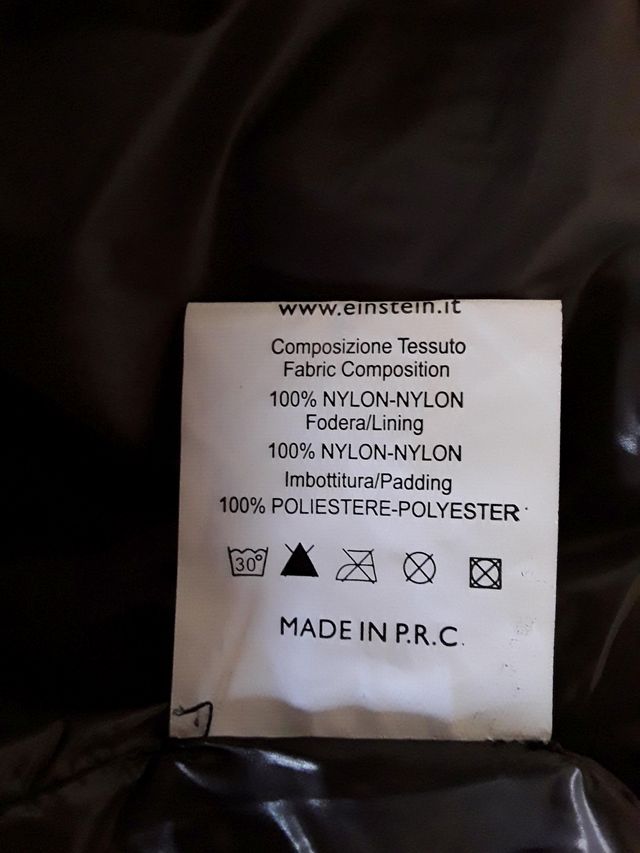 www.einstein.it
Composizione Tessuto
Fabric Composition
100% NYLON-NYLON
Fodera/Lining
100% NYLON-NYLON
Imbottitura/Padding
100% POLIESTERE-POLYESTER
30°
MADE IN P.R.C.